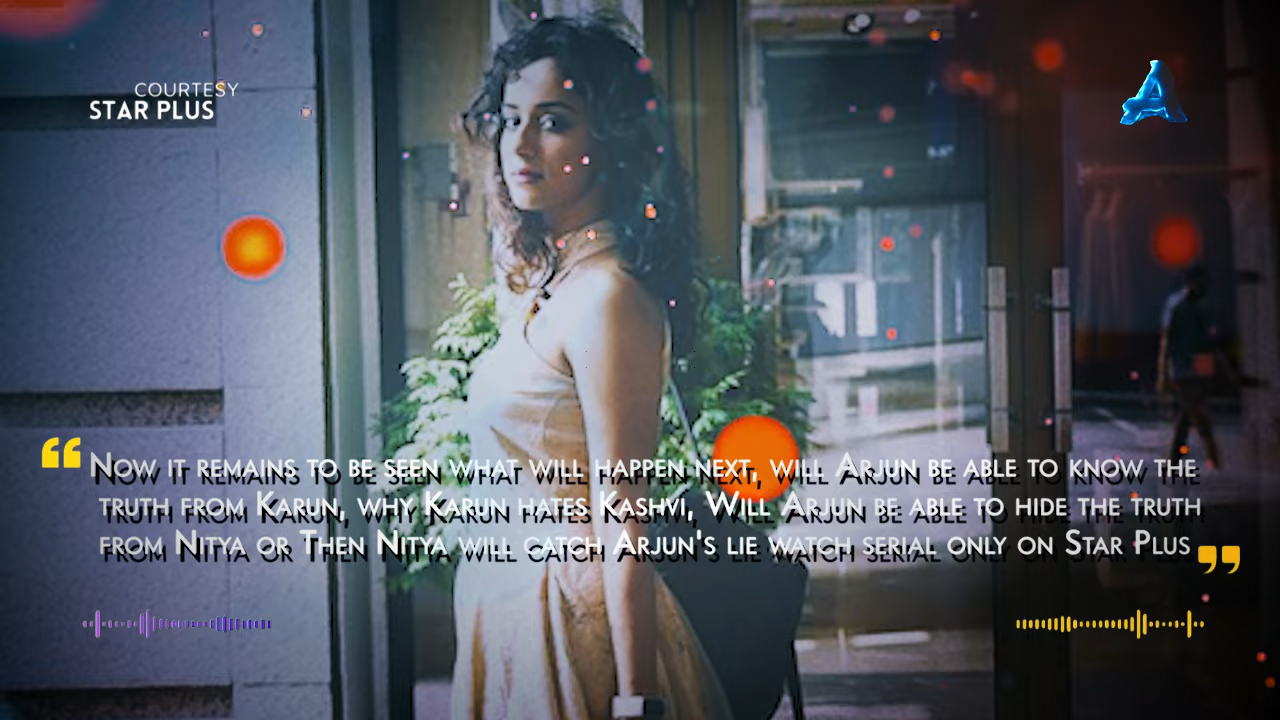 COURTESY
STAR PLUS
A
“Now it remains to be seen what will happen next, will Arjun be able to know the
truth from Karun, why Karun hates Kashvi, Will Arjun be able to hide the truth
from Nitya or Then Nitya will catch Arjun's lie watch serial only on Star Plus”